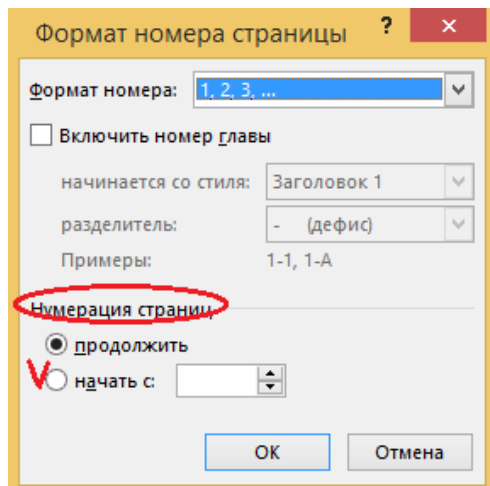 Формат номера страницы ? ×
Формат номера: 1, 2, 3, ...
Включить номер главы
начинается со стиля: Заголовок 1
разделитель: - (дефис)
Примеры: 1-1, 1-A
Нумерация страниц
продолжить
начать с:
ОК Отмена